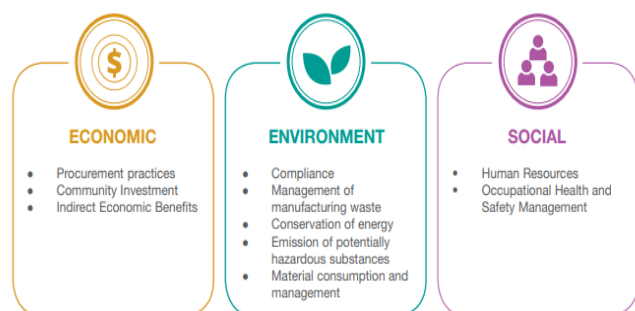 $
ECONOMIC
● Procurement practices
● Community Investment
● Indirect Economic Benefits
ENVIRONMENT
● Compliance
● Management of
manufacturing waste
● Conservation of energy
● Emission of potentially
hazardous substances
● Material consumption and
management
SOCIAL
• Human Resources
• Occupational Health and
Safety Management